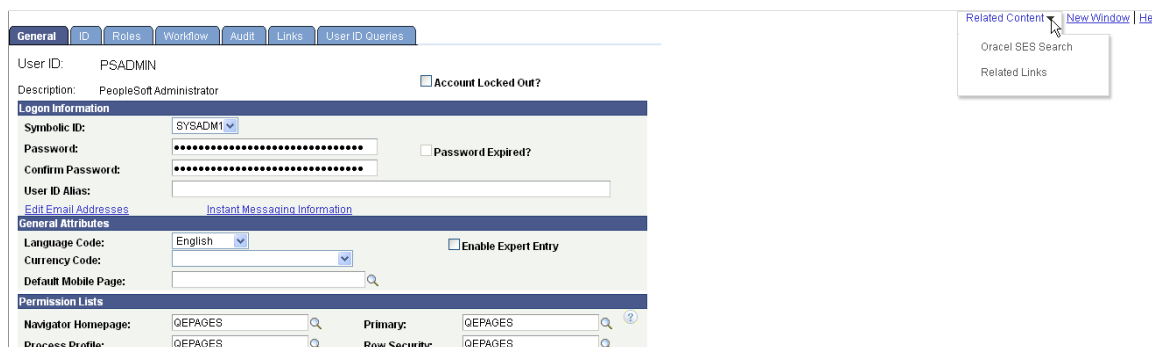 Related Content New Window He
General ID Roles Workflow Audit Links User ID Queries
Oracel SES Search
Related Links
User ID: PSADMIN
Account Locked Out?
Description: PeopleSoft Administrator
Logon Information
Symbolic ID: SYSADM1
Password: •••••••••••••••••••••••••••••••• Password Expired?
Confirm Password: ••••••••••••••••••••••••••••••••
User ID Alias:
Edit Email Addresses Instant Messaging Information
General Attributes
Language Code: English Enable Expert Entry
Currency Code:
Default Mobile Page:
Permission Lists
Navigator Homepage: QEPAGES Primary: QEPAGES ?
Process Profile: QEPAGES Row Security: QEPAGES